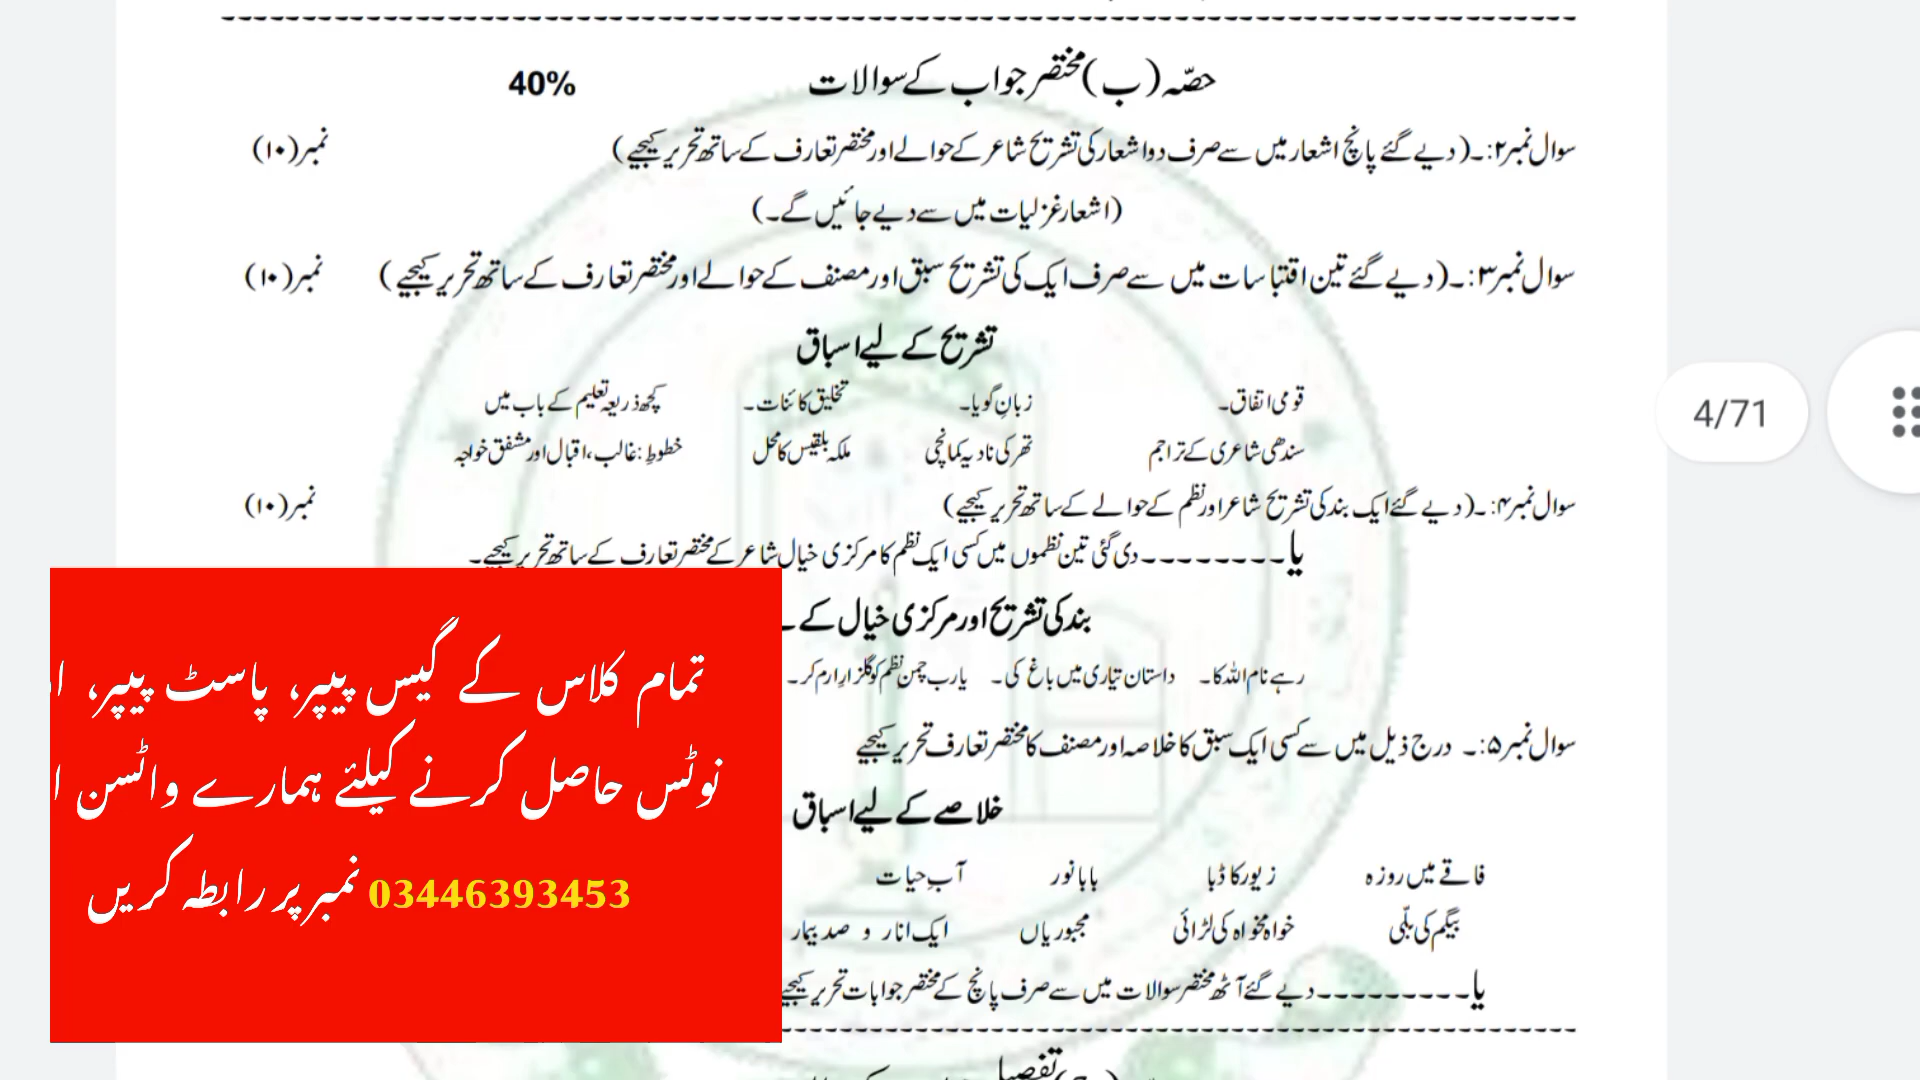 حصّہ (ب) مختصر جواب کے سوالات 40%
سوال نمبر۲:۔( دیے گئے پانچ اشعار میں سے صرف دو اشعار کی تشریح شاعر کے حوالے اور مختصر تعارف کے ساتھ تحریر کیجیے ) نمبر(۱۰)
(اشعار غزلیات میں سے دیے جائیں گے۔)
سوال نمبر۳:۔( دیے گئے تین اقتباسات میں سے صرف ایک کی تشریح سبق اور مصنف کے حوالے اور مختصر تعارف کے ساتھ تحریر کیجیے ) نمبر(۱۰)
تشریح کے لیے اسباق
قومی اتفاق۔ زبانِ گویا۔ تخلیق کائنات۔ کچھ ذریعہ تعلیم کے باب میں
سندھی شاعری کے تراجم تھر کی نادیہ کمانچی ملکہ بلقیس کا محل خطوط: غالب، اقبال اور مشفق خواجہ
سوال نمبر۴:۔( دیے گئے ایک بند کی تشریح شاعر اور نظم کے حوالے کے ساتھ تحریر کیجیے) نمبر(۱۰)
یا۔-------- دی گئی تین نظموں میں کسی ایک نظم کا مرکزی خیال شاعر کے مختصر تعارف کے ساتھ تحریر کیجیے۔
بند کی تشریح اور مرکزی خیال کے
رہے نام اللہ کا۔ داستان تیاری میں باغ کی۔ یارب چمنِ نظم کو گلزارِ ارم کر۔
سوال نمبر۵:۔ درج ذیل میں سے کسی ایک سبق کا خلاصہ اور مصنف کا مختصر تعارف تحریر کیجیے
خلاصے کے لیے اسباق
فاقے میں روزہ زیور کا ڈبا بابا نور آبِ حیات
بیگم کی بلّی خواہ مخواہ کی لڑائی مجبوریاں ایک انار و صد بیمار
یا۔--------- دیے گئے آٹھ مختصر سوالات میں سے صرف پانچ کے مختصر جوابات تحریر کیجیے
تمام کلاس کے گیس پیپر، پاسٹ پیپر،
نوٹس حاصل کرنے کیلئے ہمارے واٹسن
03446393453 نمبر پر رابطہ کریں
4/71